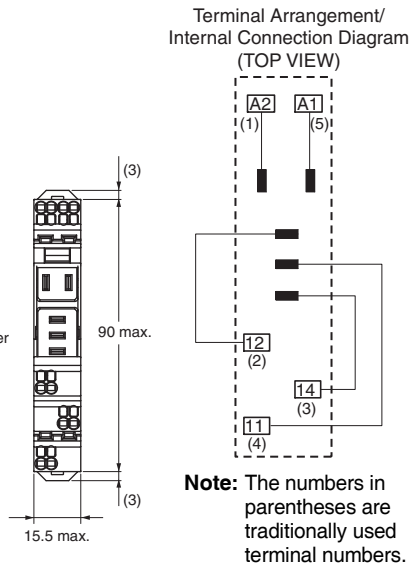 Terminal Arrangement/
Internal Connection Diagram
(TOP VIEW)
A2 A1
(1) (5)
(3)
er
90 max.
12
(2)
14
(3)
11
(4)
(3)
15.5 max.
Note: The numbers in
parentheses are
traditionally used
terminal numbers.